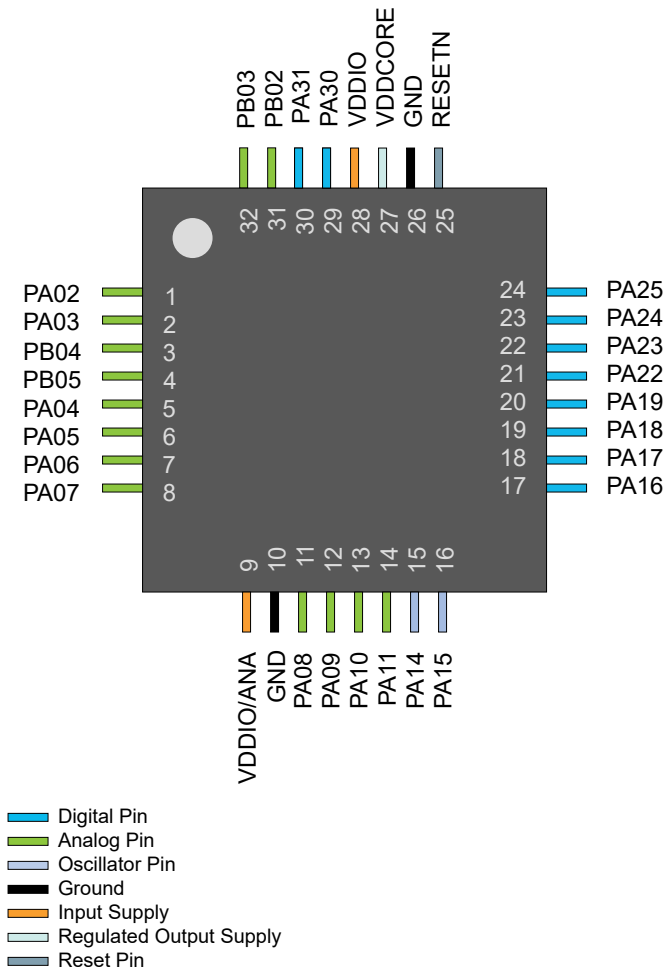 PB03
PB02
PA31
PA30
VDDIO
VDDCORE
GND
RESETN
32
31
30
29
28
27
26
25
PA02 1
PA03 2
PB04 3
PB05 4
PA04 5
PA05 6
PA06 7
PA07 8
24 PA25
23 PA24
22 PA23
21 PA22
20 PA19
19 PA18
18 PA17
17 PA16
9
10
11
12
13
14
15
16
VDDIO/ANA
GND
PA08
PA09
PA10
PA11
PA14
PA15
Digital Pin
Analog Pin
Oscillator Pin
Ground
Input Supply
Regulated Output Supply
Reset Pin